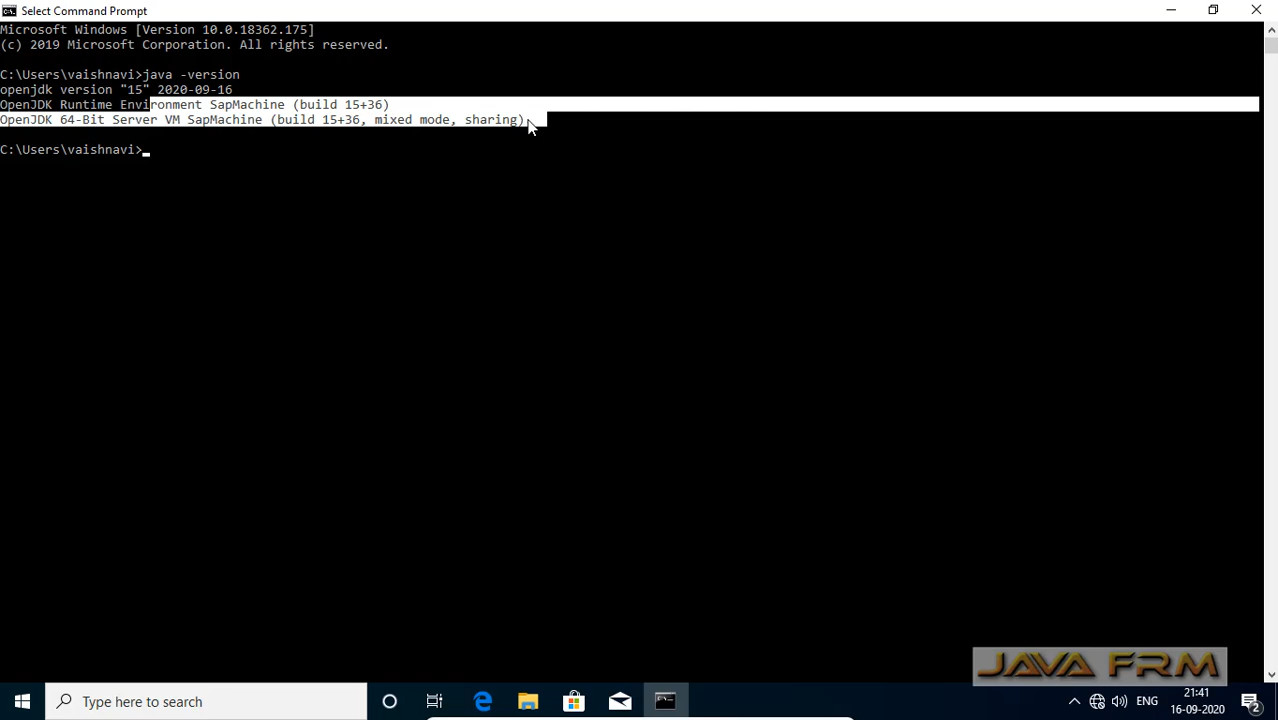 Select Command Prompt
Microsoft Windows [Version 10.0.18362.175]
(c) 2019 Microsoft Corporation. All rights reserved.
C:\Users\vaishnavi>java -version
openjdk version "15" 2020-09-16
OpenJDK Runtime Environment SapMachine (build 15+36)
OpenJDK 64-Bit Server VM SapMachine (build 15+36, mixed mode, sharing)
C:\Users\vaishnavi>
JAVA FRM
Type here to search
ENG
21:41
16-09-2020
2